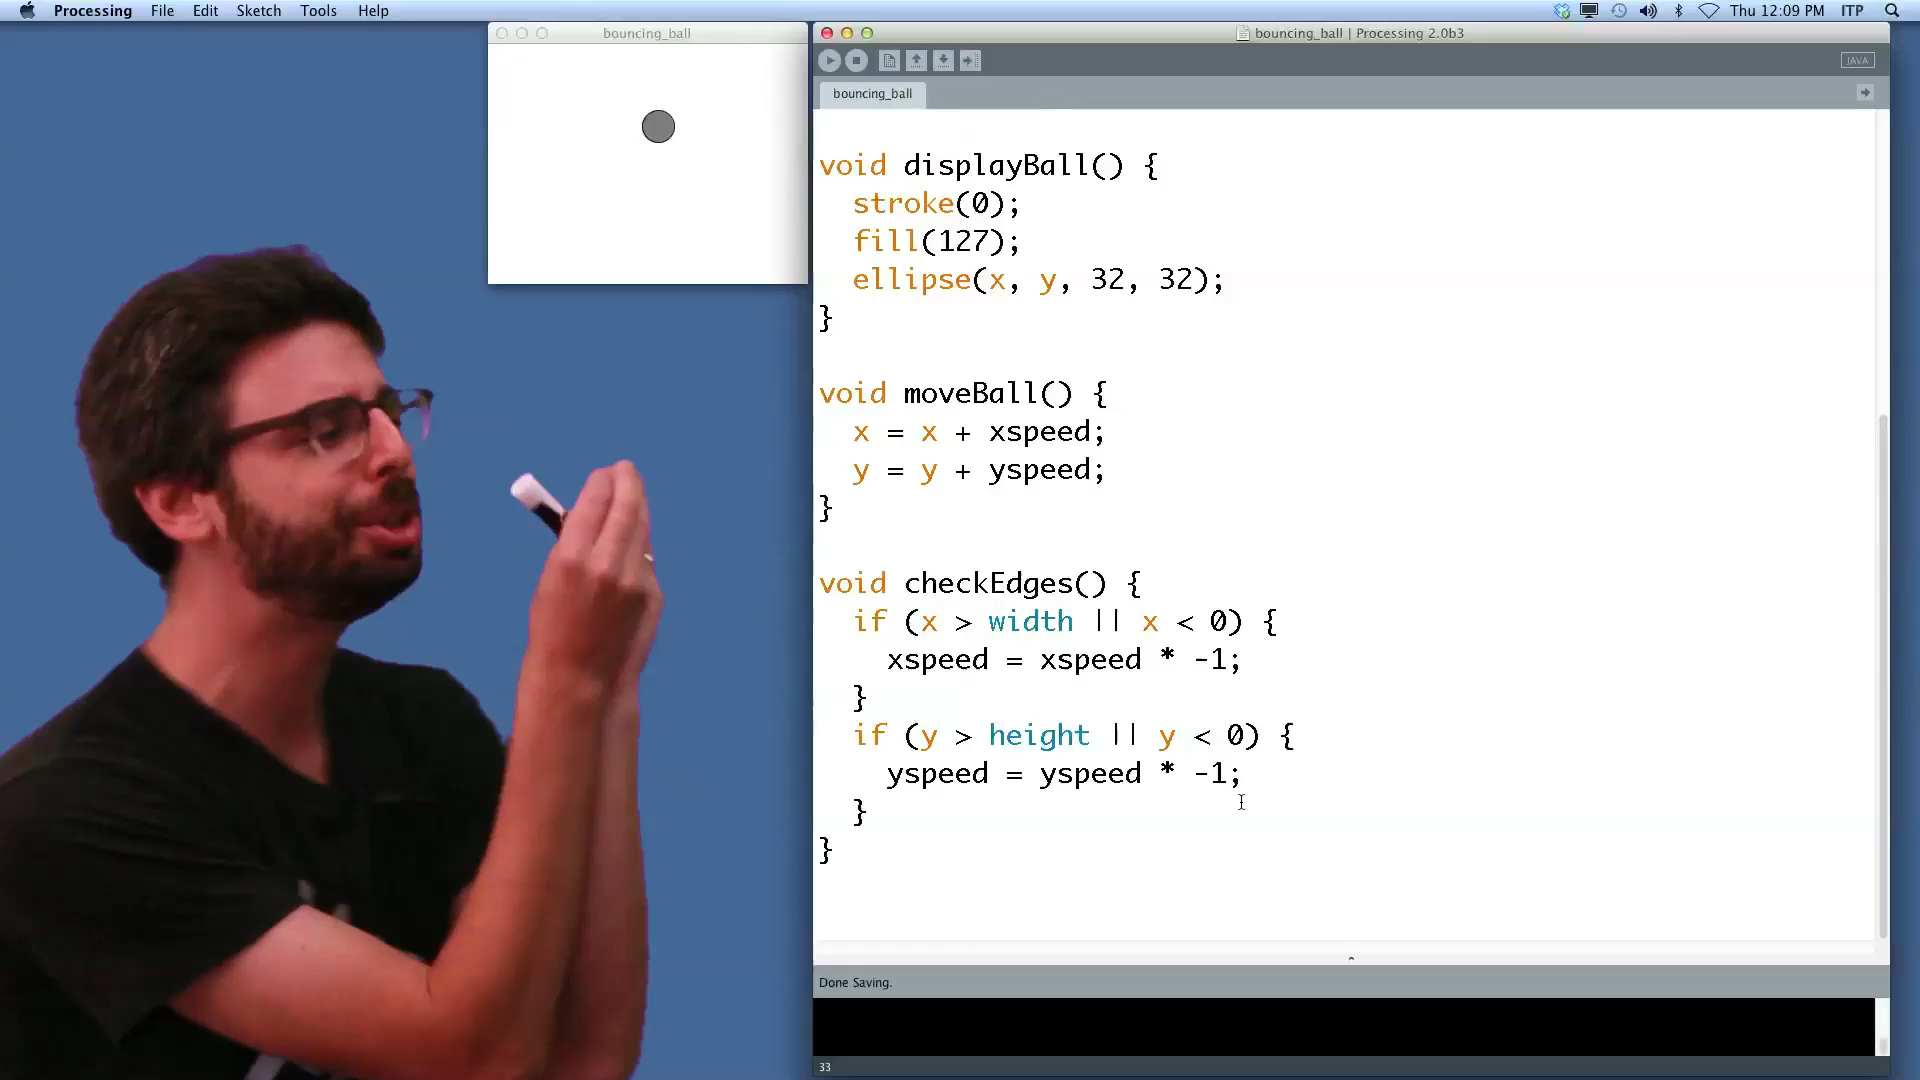 Processing File Edit Sketch Tools Help Thu 12:09 PM ITP
bouncing_ball
bouncing_ball | Processing 2.0b3
JAVA
bouncing_ball
void displayBall() {
stroke(0);
fill(127);
ellipse(x, y, 32, 32);
}
void moveBall() {
x = x + xspeed;
y = y + yspeed;
}
void checkEdges() {
if (x > width || x < 0) {
xspeed = xspeed * -1;
}
if (y > height || y < 0) {
yspeed = yspeed * -1;
}
}
Done Saving.
33